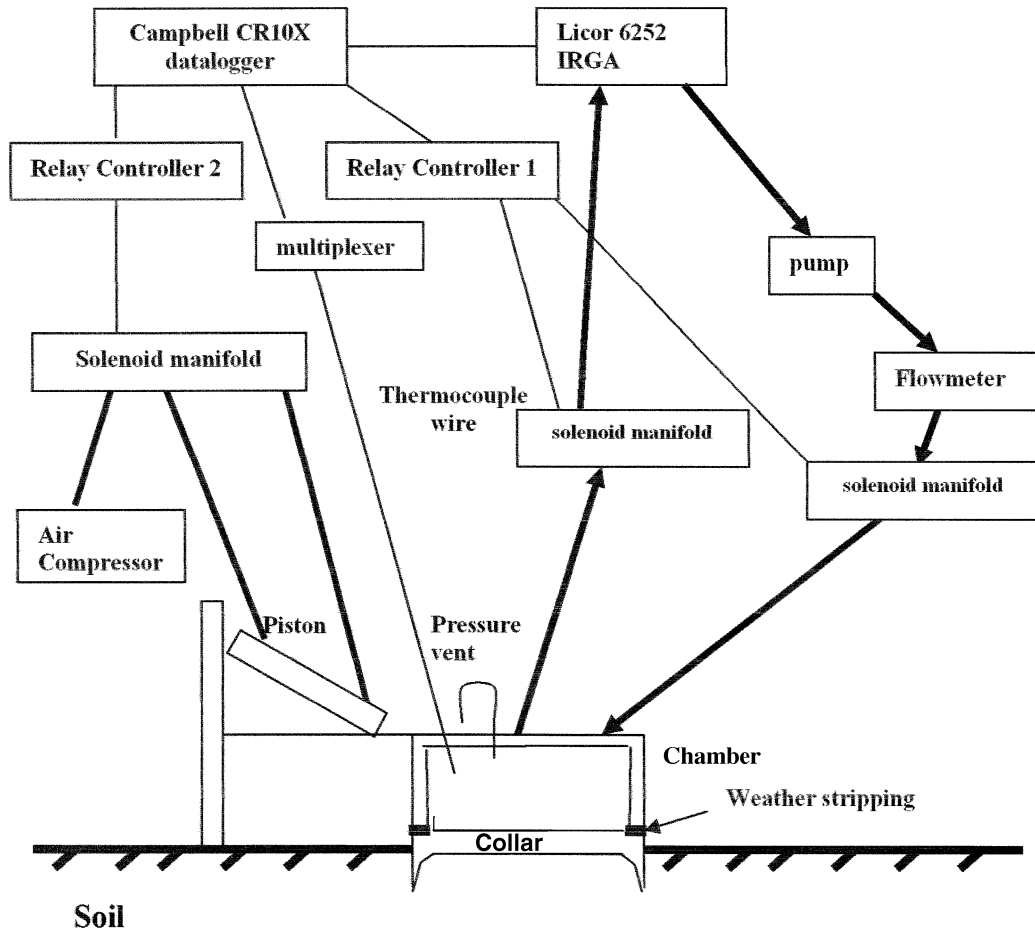 Campbell CR10X
datalogger
Licor 6252
IRGA
Relay Controller 2
Relay Controller 1
multiplexer
pump
Solenoid manifold
Flowmeter
Thermocouple
wire
solenoid manifold
solenoid manifold
Air
Compressor
Piston
Pressure
vent
Chamber
Weather stripping
Collar
Soil